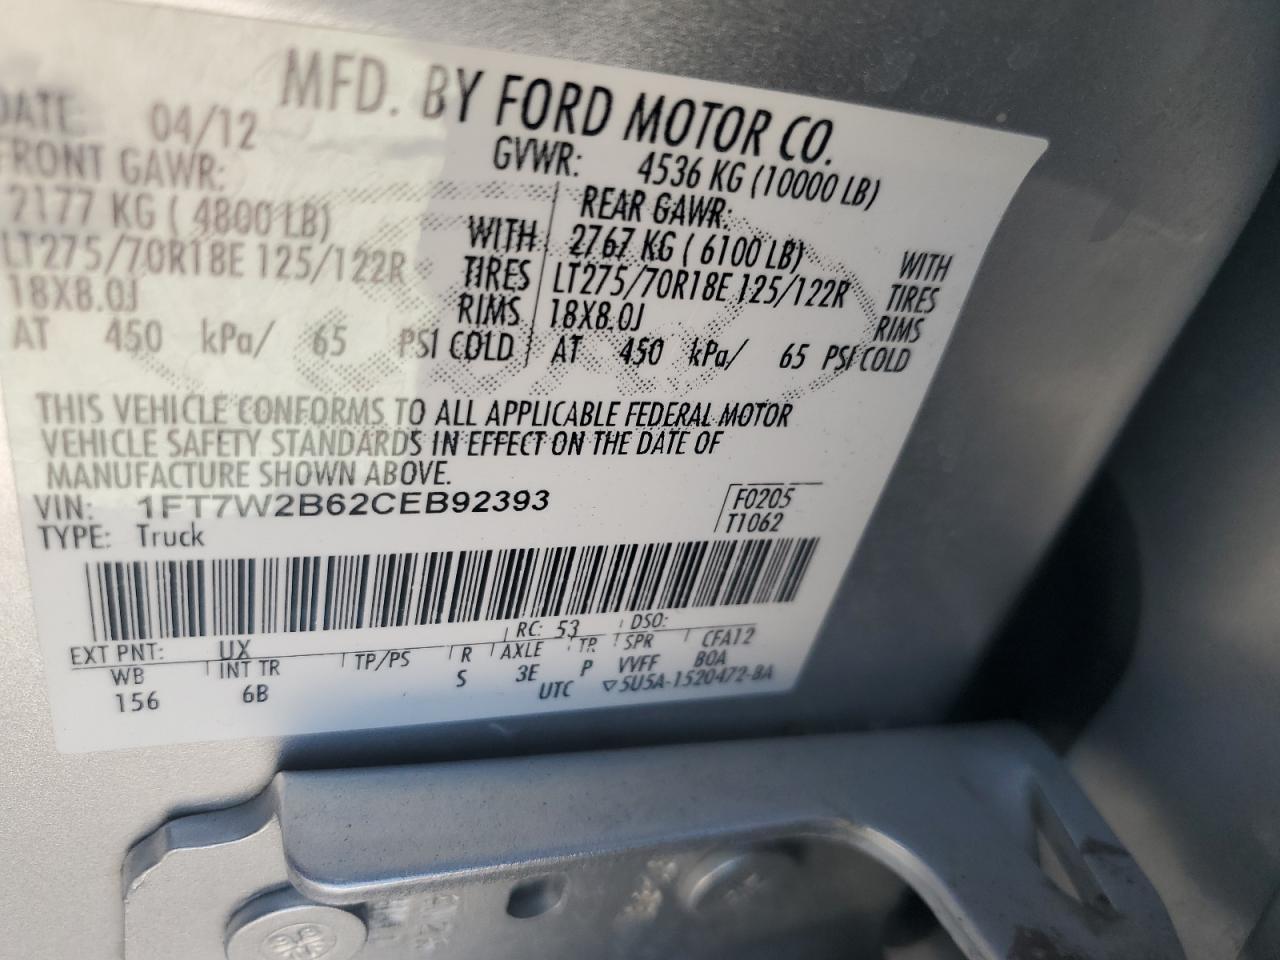 MFD. BY FORD MOTOR CO.
DATE: 04/12 GVWR: 4536 KG (10000 LB)
FRONT GAWR: REAR GAWR:
2177 KG ( 4800 LB) WITH 2767 KG ( 6100 LB) WITH
LT275/70R18E 125/122R TIRES LT275/70R18E 125/122R TIRES
18X8.0J RIMS 18X8.0J RIMS
AT 450 kPa/ 65 PSI COLD AT 450 kPa/ 65 PSI COLD
THIS VEHICLE CONFORMS TO ALL APPLICABLE FEDERAL MOTOR
VEHICLE SAFETY STANDARDS IN EFFECT ON THE DATE OF
MANUFACTURE SHOWN ABOVE.
VIN: 1FT7W2B62CEB92393 F0205
TYPE: Truck T1062
EXT PNT: UX RC: 53 DSO:
WB INT TR TP/PS R AXLE TR SPR CFA12
156 6B S 3E P VVFF BOA
UTC ▽5U5A-1520472-BA